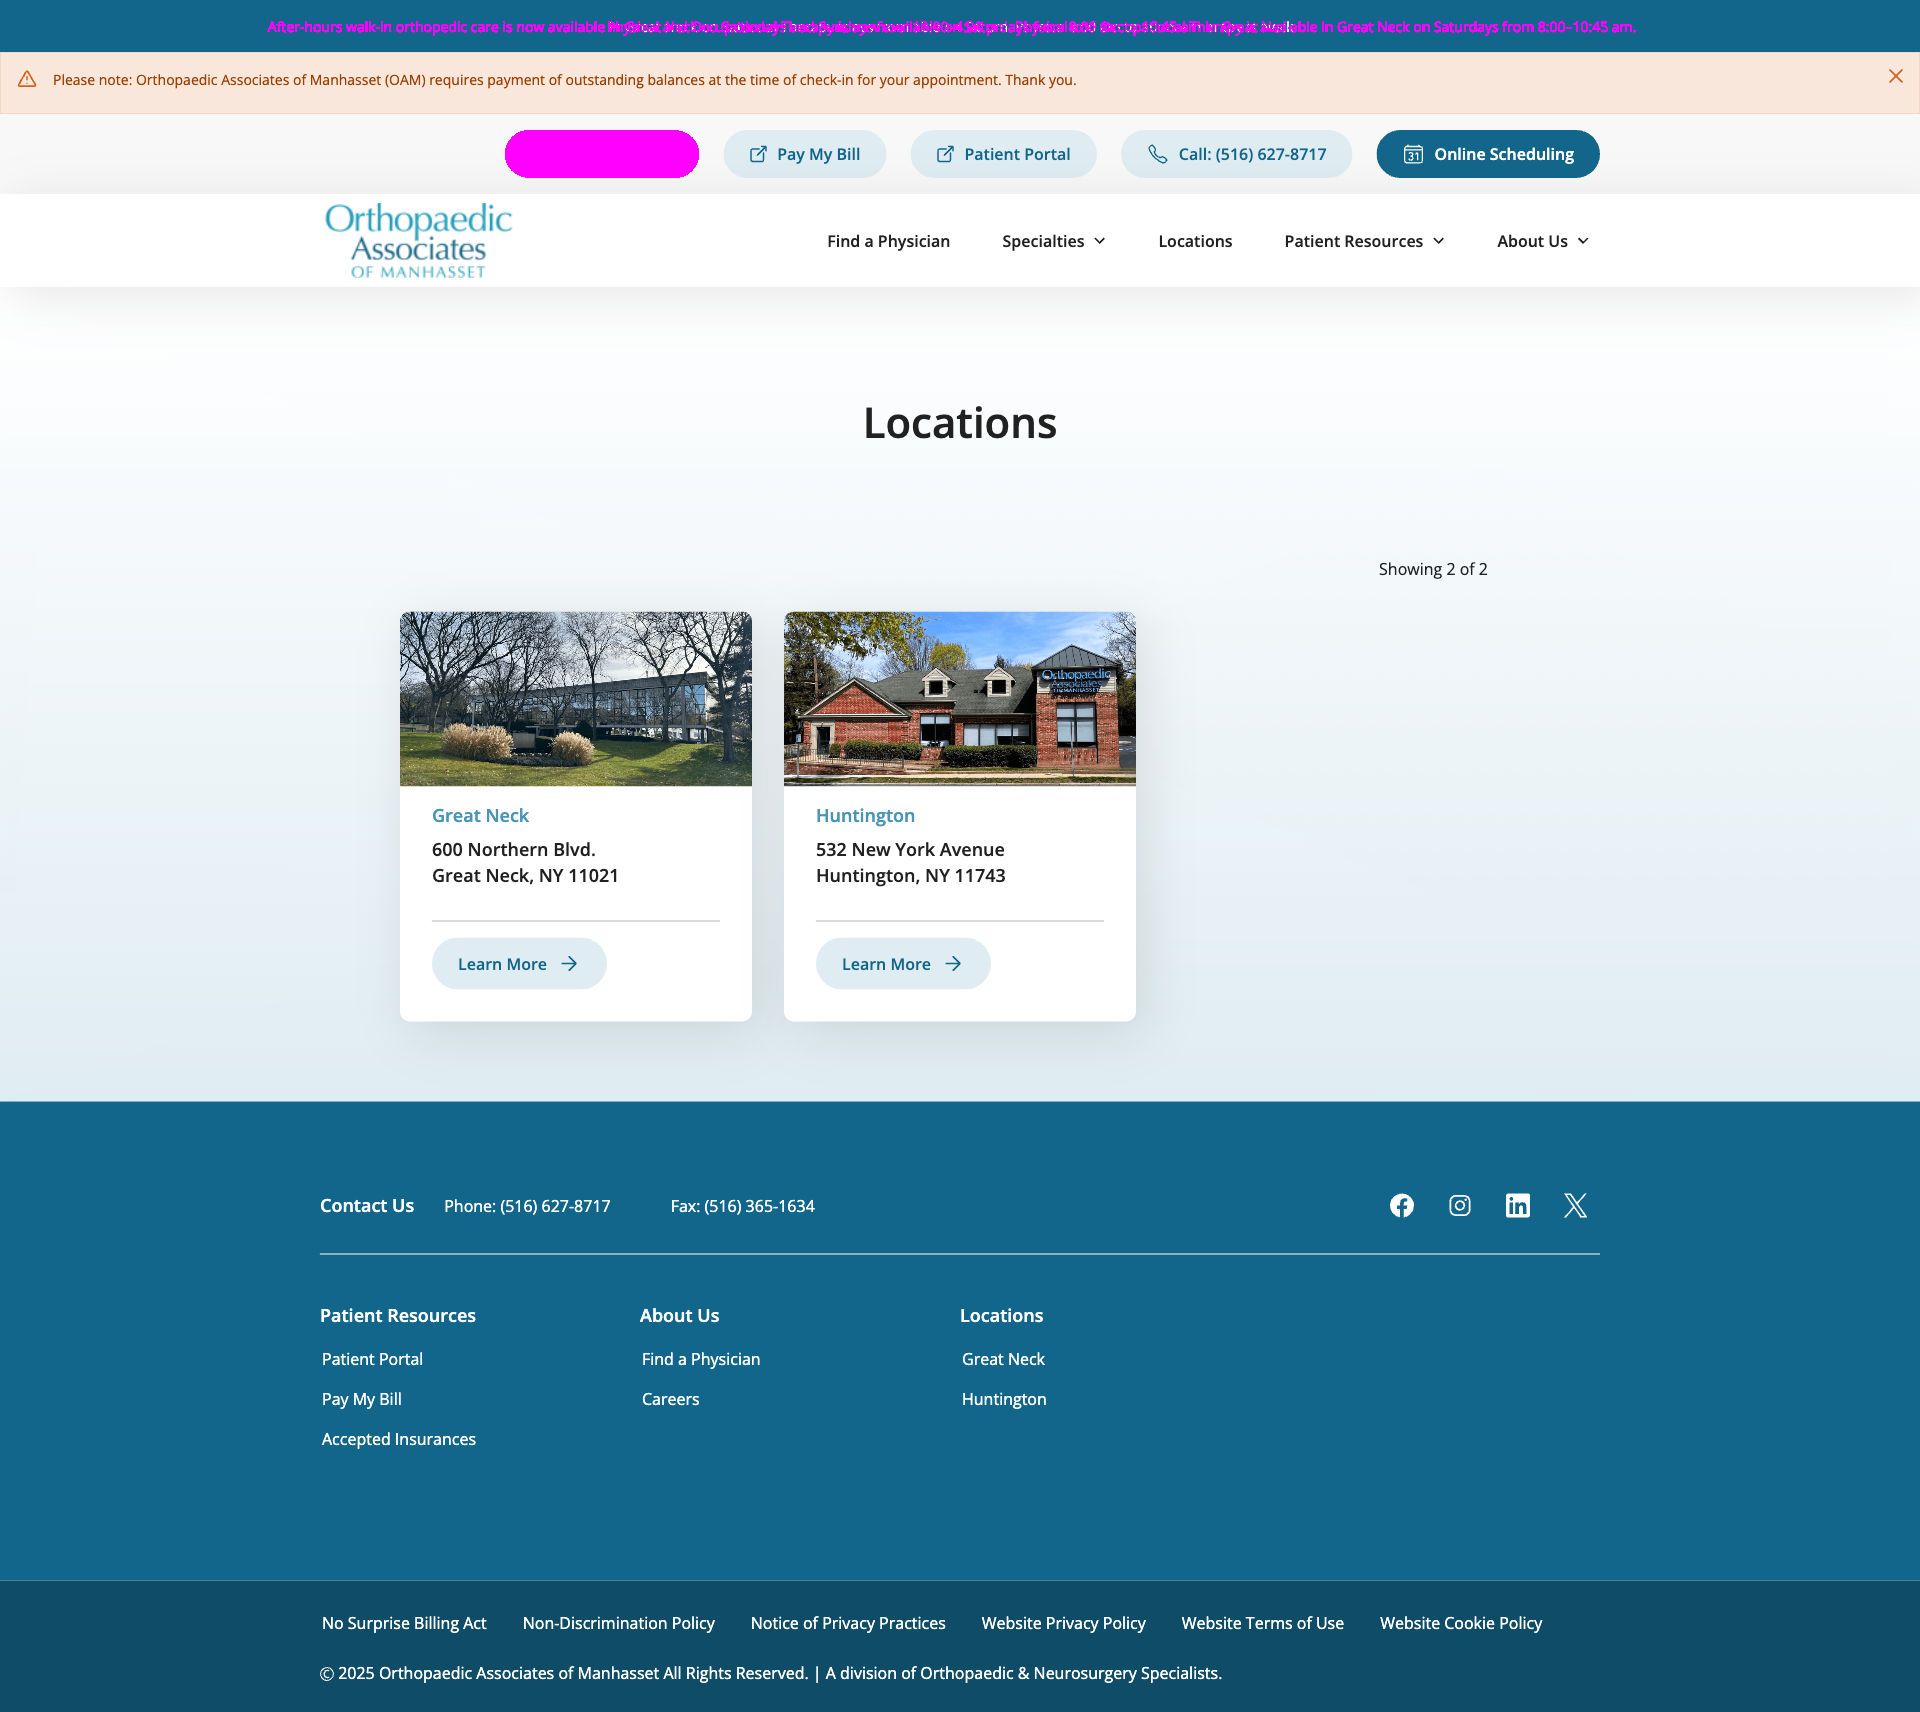 After-hours walk-in orthopedic care is now available
available in Great Neck on Saturdays from 8:00–10:45 am.
Please note: Orthopaedic Associates of Manhasset (OAM) requires payment of outstanding balances at the time of check-in for your appointment. Thank you.
Pay My Bill
Patient Portal
Call: (516) 627-8717
Online Scheduling
Orthopaedic
Associates
OF MANHASSET
Find a Physician
Specialties
Locations
Patient Resources
About Us
Locations
Showing 2 of 2
Orthopaedic
Associates
OF MANHASSET
Great Neck
600 Northern Blvd.
Great Neck, NY 11021
Learn More
Huntington
532 New York Avenue
Huntington, NY 11743
Learn More
Contact Us
Phone: (516) 627-8717
Fax: (516) 365-1634
Patient Resources
Patient Portal
Pay My Bill
Accepted Insurances
About Us
Find a Physician
Careers
Locations
Great Neck
Huntington
No Surprise Billing Act
Non-Discrimination Policy
Notice of Privacy Practices
Website Privacy Policy
Website Terms of Use
Website Cookie Policy
© 2025 Orthopaedic Associates of Manhasset All Rights Reserved. | A division of Orthopaedic & Neurosurgery Specialists.